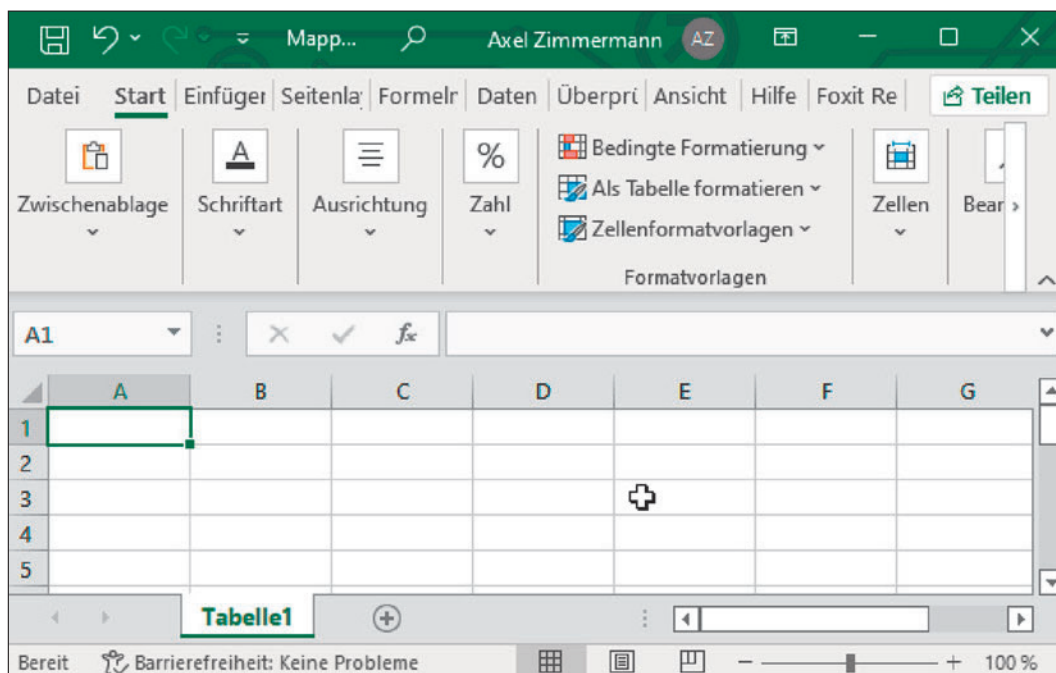 Mapp... Axel Zimmermann AZ
Datei Start Einfüger Seitenla Formelr Daten Überprü Ansicht Hilfe Foxit Re Teilen
A % Bedingte Formatierung
Als Tabelle formatieren
Zwischenablage Schriftart Ausrichtung Zahl Zellenformatvorlagen Zellen Bear
Formatvorlagen
A1 fx
A B C D E F G
1
2
3
4
5
Tabelle1
Bereit Barrierefreiheit: Keine Probleme 100 %